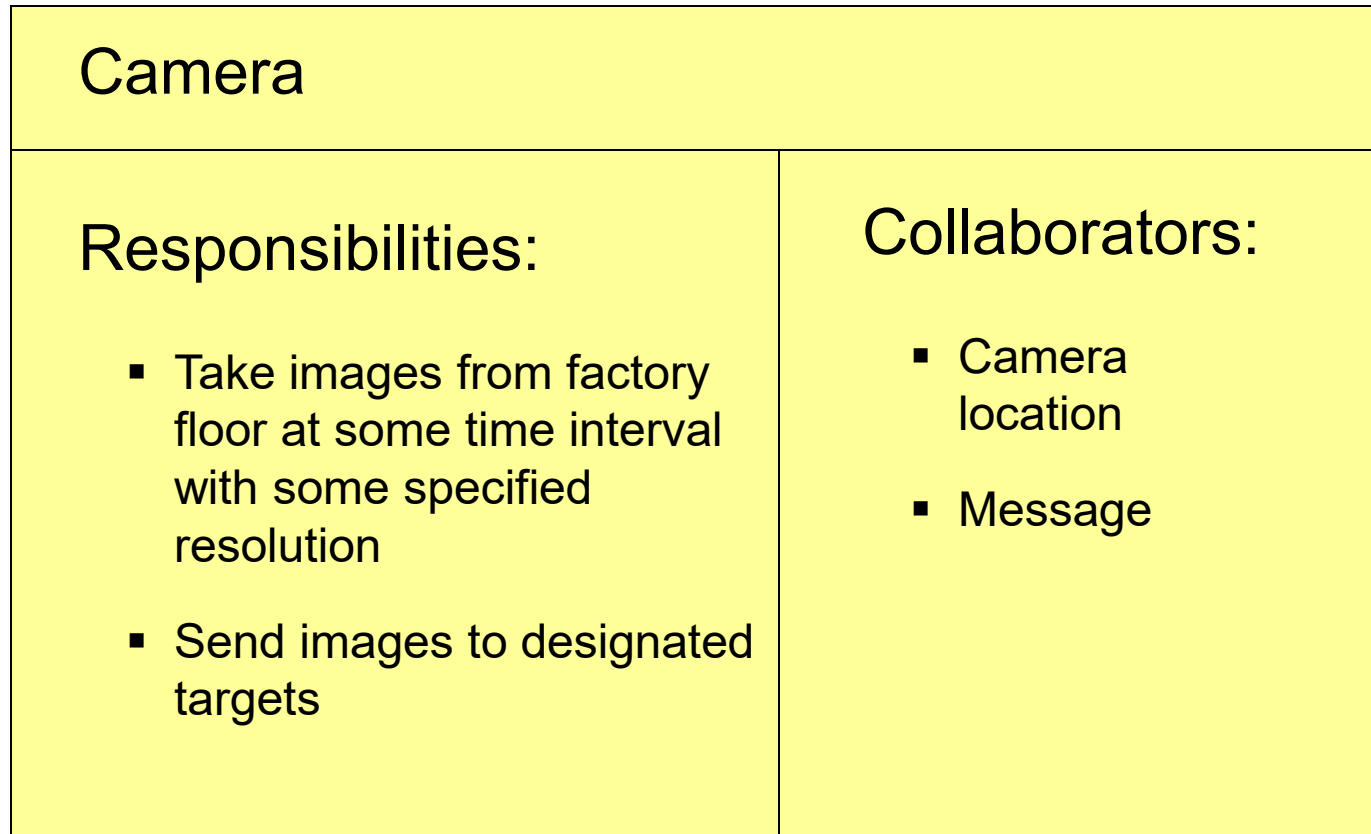 Camera
Responsibilities:
▪ Take images from factory
floor at some time interval
with some specified
resolution
▪ Send images to designated
targets
Collaborators:
▪ Camera
location
▪ Message